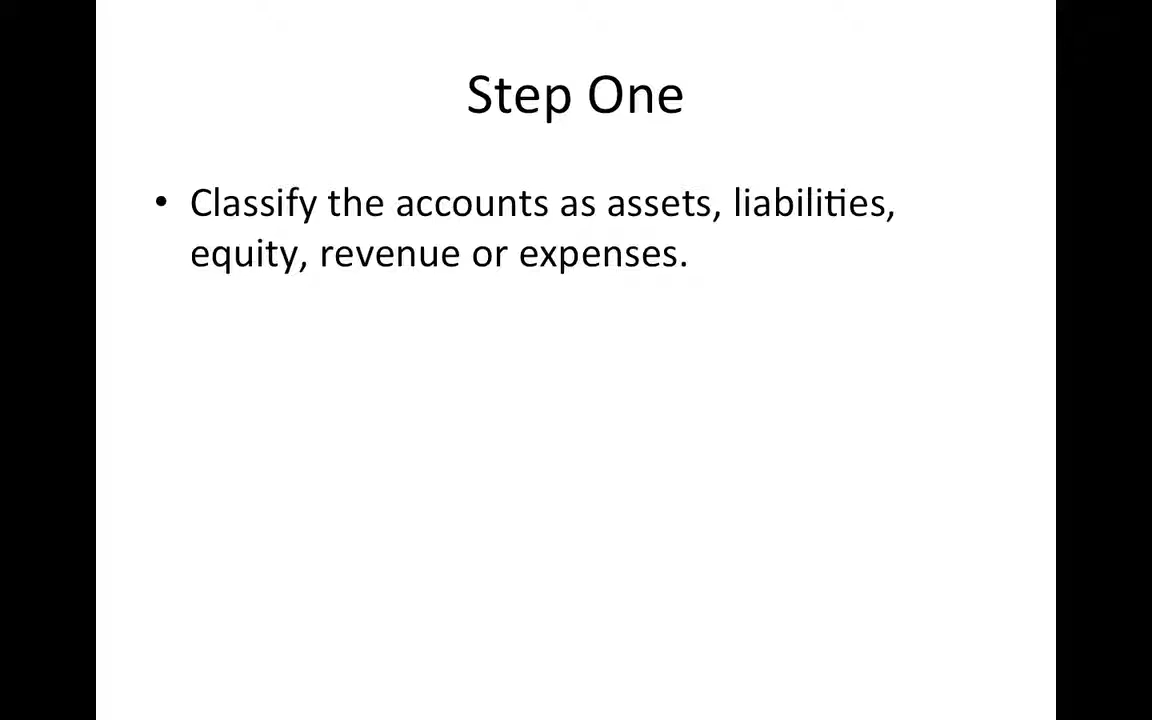 Step One
• Classify the accounts as assets, liabilities,
equity, revenue or expenses.